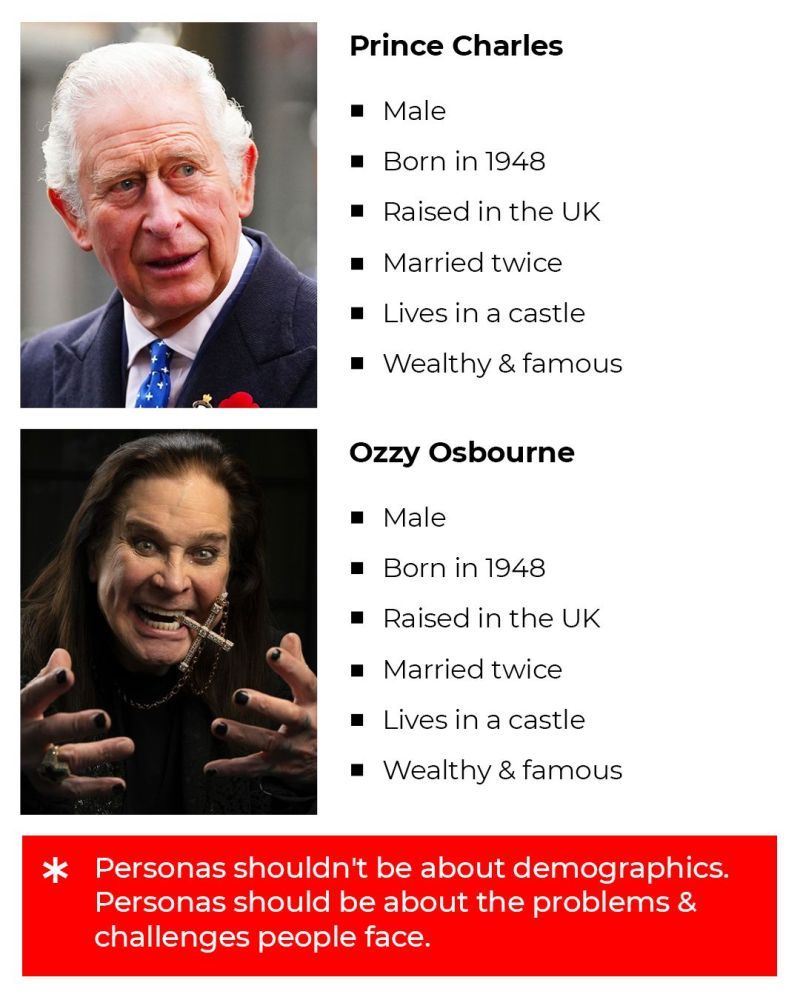 Prince Charles
■ Male
■ Born in 1948
■ Raised in the UK
■ Married twice
■ Lives in a castle
■ Wealthy & famous
Ozzy Osbourne
■ Male
■ Born in 1948
■ Raised in the UK
■ Married twice
■ Lives in a castle
■ Wealthy & famous
* Personas shouldn't be about demographics.
Personas should be about the problems &
challenges people face.